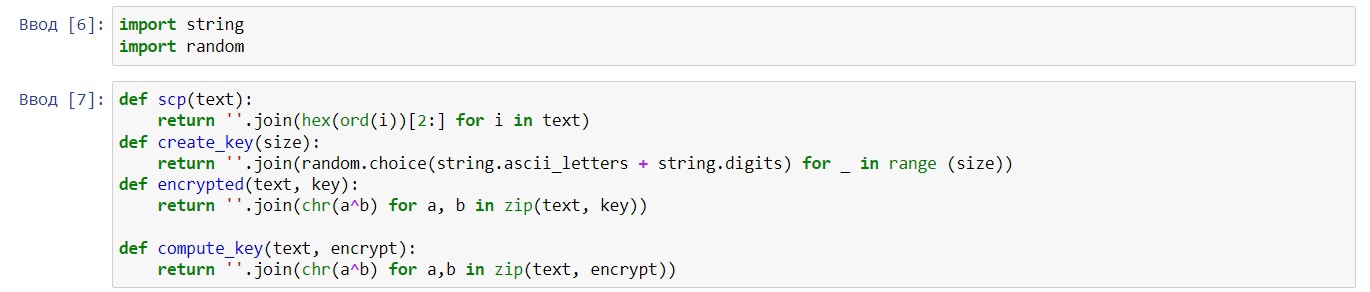 Ввод [6]: import string
import random
Ввод [7]: def scp(text):
    return ''.join(hex(ord(i))[2:] for i in text)
def create_key(size):
    return ''.join(random.choice(string.ascii_letters + string.digits) for _ in range (size))
def encrypted(text, key):
    return ''.join(chr(a^b) for a, b in zip(text, key))
def compute_key(text, encrypt):
    return ''.join(chr(a^b) for a,b in zip(text, encrypt))